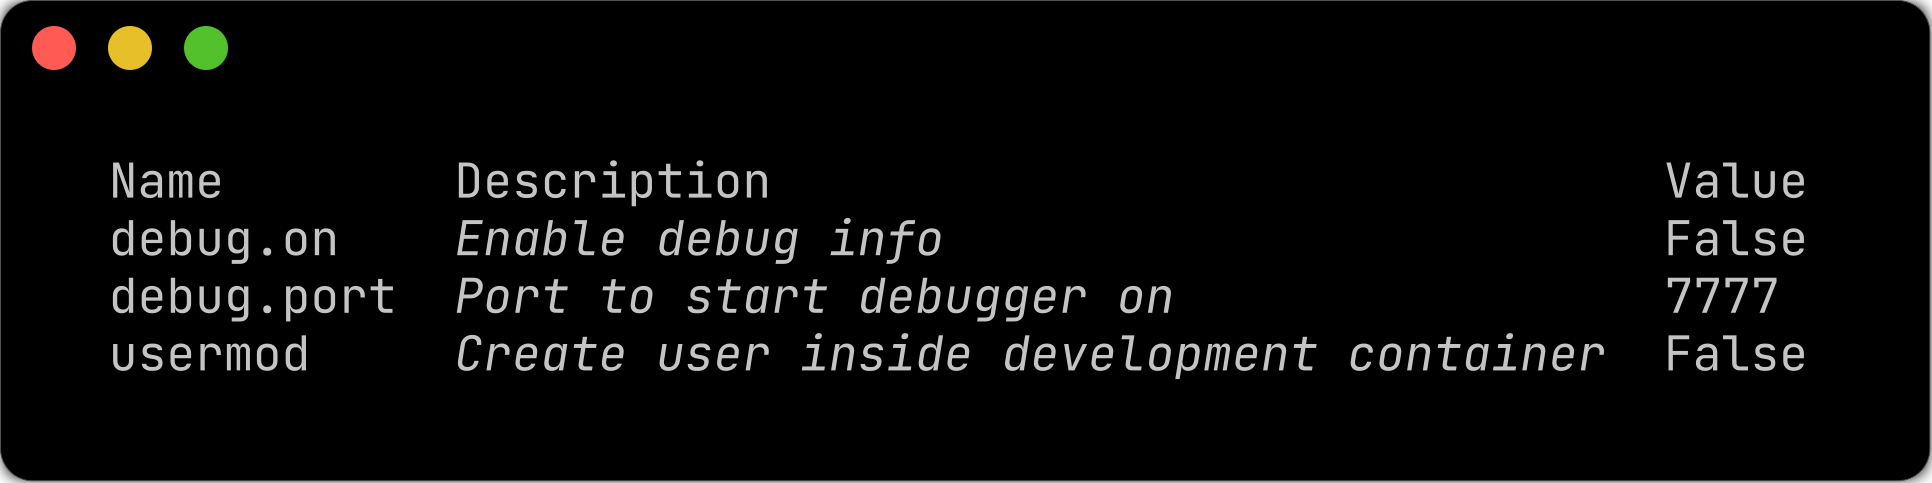 Name        Description                               Value
debug.on    Enable debug info                         False
debug.port  Port to start debugger on                 7777
usermod     Create user inside development container  False